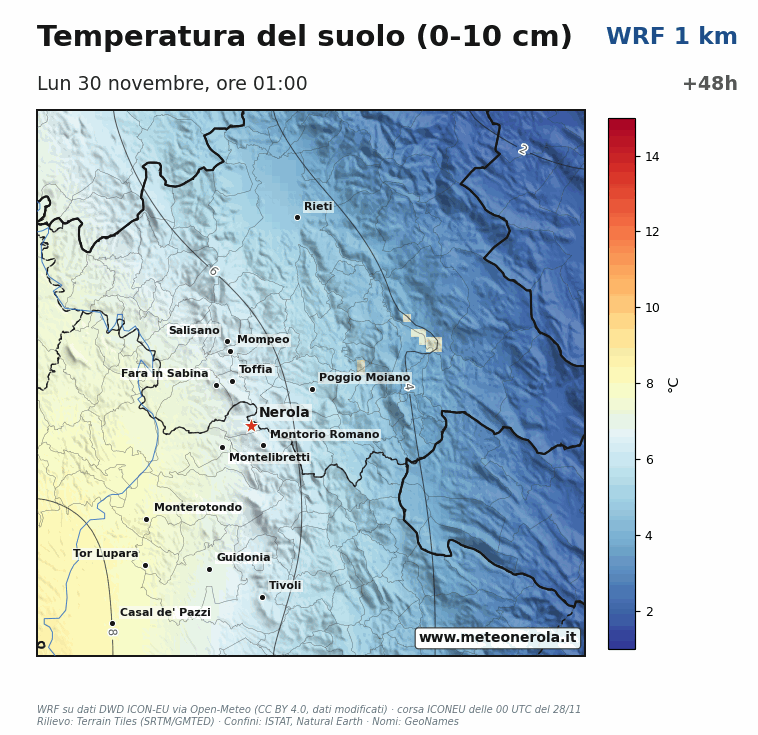 Temperatura del suolo (0-10 cm) WRF 1 km
Lun 30 novembre, ore 01:00 +48h
2
14
Rieti
12
6
10
Salisano
Mompeo
Toffia
Fara in Sabina
Poggio Moiano
4
8
°C
Nerola
Montorio Romano
Montelibretti
6
Monterotondo
4
Tor Lupara
Guidonia
Tivoli
Casal de' Pazzi
2
8
www.meteonerola.it
WRF su dati DWD ICON-EU via Open-Meteo (CC BY 4.0, dati modificati) · corsa ICONEU delle 00 UTC del 28/11
Rilievo: Terrain Tiles (SRTM/GMTED) · Confini: ISTAT, Natural Earth · Nomi: GeoNames